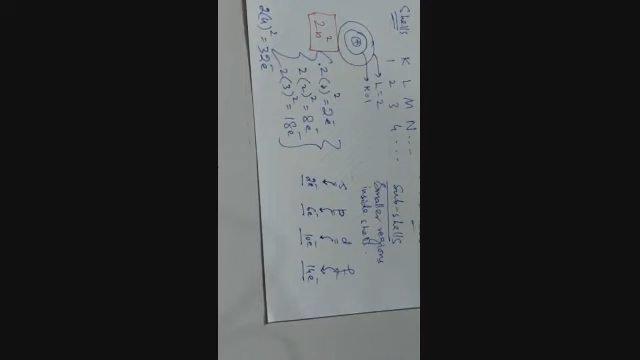 Shells K L M N...
1 2 3 4...
L=2
K=1
2n²
2(1)²=2e⁻
2(2)²=8e⁻
2(3)²=18e⁻
2(4)²=32e⁻
Sub-shells
Smaller regions
inside shell.
s p d f
2e⁻ 6e⁻ 10e⁻ 14e⁻